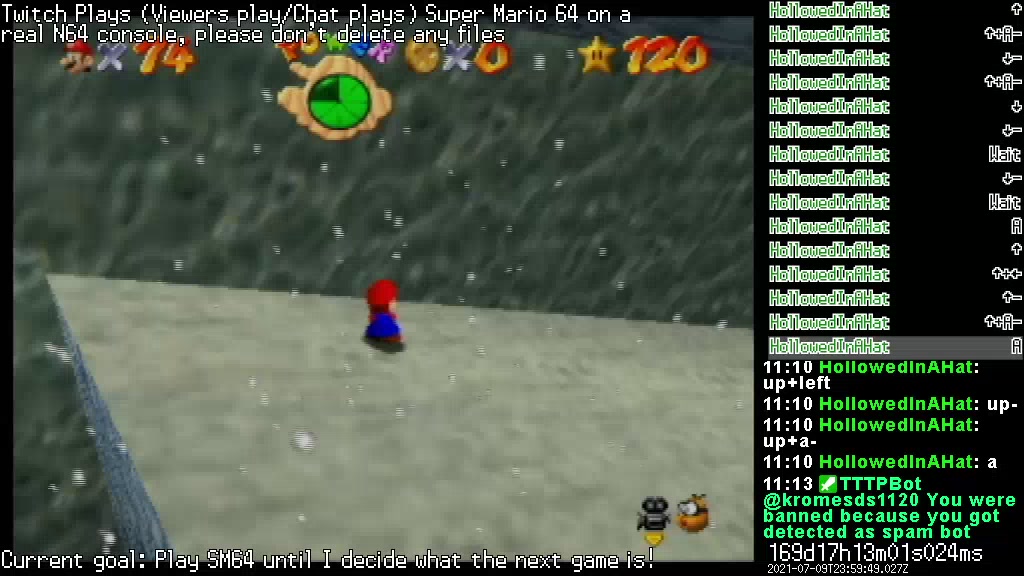 Twitch Plays (Viewers play/Chat plays) Super Mario 64 on a
real N64 console, please don't delete any files
74
POWER
0
120
HollowedInAHat ↑
HollowedInAHat ↑+A-
HollowedInAHat ↓-
HollowedInAHat ↑+A-
HollowedInAHat ↓
HollowedInAHat ↓-
HollowedInAHat Wait
HollowedInAHat ↓-
HollowedInAHat Wait
HollowedInAHat A
HollowedInAHat ↑
HollowedInAHat ↑+←
HollowedInAHat ↑-
HollowedInAHat ↑+A-
HollowedInAHat A
11:10 HollowedInAHat:
up+left
11:10 HollowedInAHat: up-
11:10 HollowedInAHat:
up+a-
11:10 HollowedInAHat: a
11:13 TTTPBot
@kromesds1120 You were
banned because you got
detected as spam bot
169d17h13m01s024ms
2021-07-09T23:59:49.027Z
Current goal: Play SM64 until I decide what the next game is!